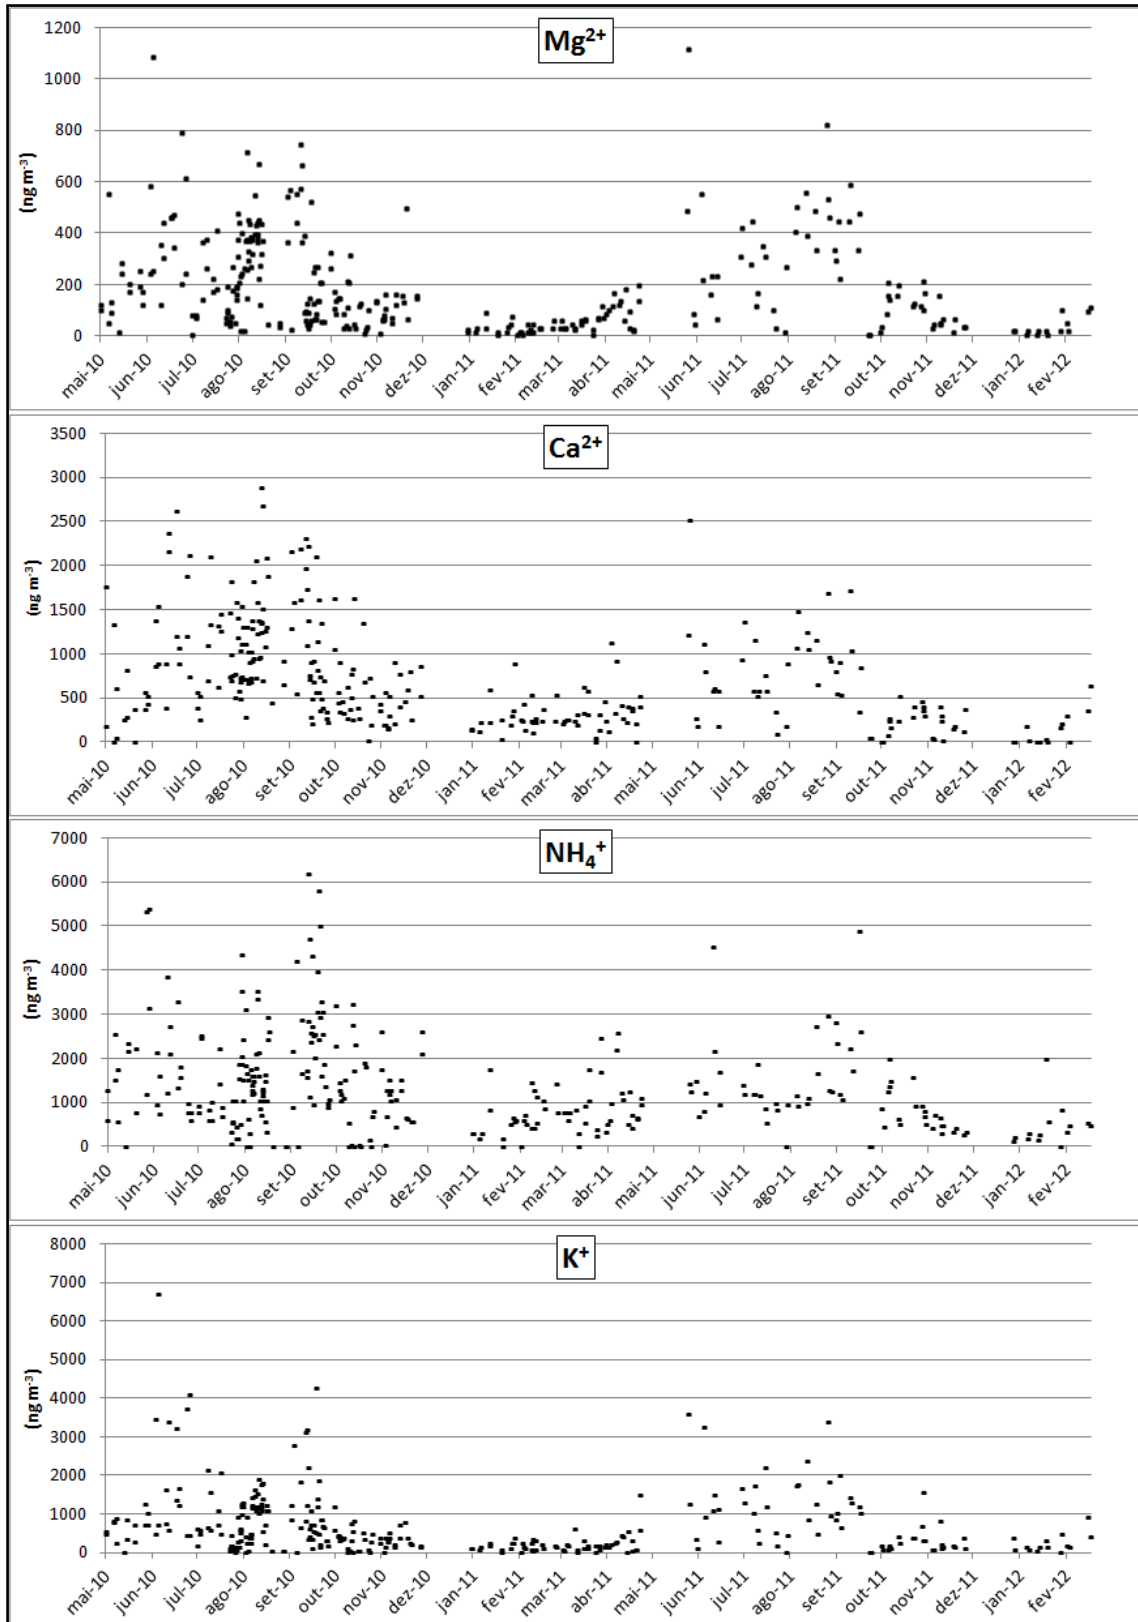 Mg²⁺
(ng m⁻³)
1200
1000
800
600
400
200
0
mai-10 jun-10 jul-10 ago-10 set-10 out-10 nov-10 dez-10 jan-11 fev-11 mar-11 abr-11 mai-11 jun-11 jul-11 ago-11 set-11 out-11 nov-11 dez-11 jan-12 fev-12
Ca²⁺
(ng m⁻³)
3500
3000
2500
2000
1500
1000
500
0
mai-10 jun-10 jul-10 ago-10 set-10 out-10 nov-10 dez-10 jan-11 fev-11 mar-11 abr-11 mai-11 jun-11 jul-11 ago-11 set-11 out-11 nov-11 dez-11 jan-12 fev-12
NH₄⁺
(ng m⁻³)
7000
6000
5000
4000
3000
2000
1000
0
mai-10 jun-10 jul-10 ago-10 set-10 out-10 nov-10 dez-10 jan-11 fev-11 mar-11 abr-11 mai-11 jun-11 jul-11 ago-11 set-11 out-11 nov-11 dez-11 jan-12 fev-12
K⁺
(ng m⁻³)
8000
7000
6000
5000
4000
3000
2000
1000
0
mai-10 jun-10 jul-10 ago-10 set-10 out-10 nov-10 dez-10 jan-11 fev-11 mar-11 abr-11 mai-11 jun-11 jul-11 ago-11 set-11 out-11 nov-11 dez-11 jan-12 fev-12